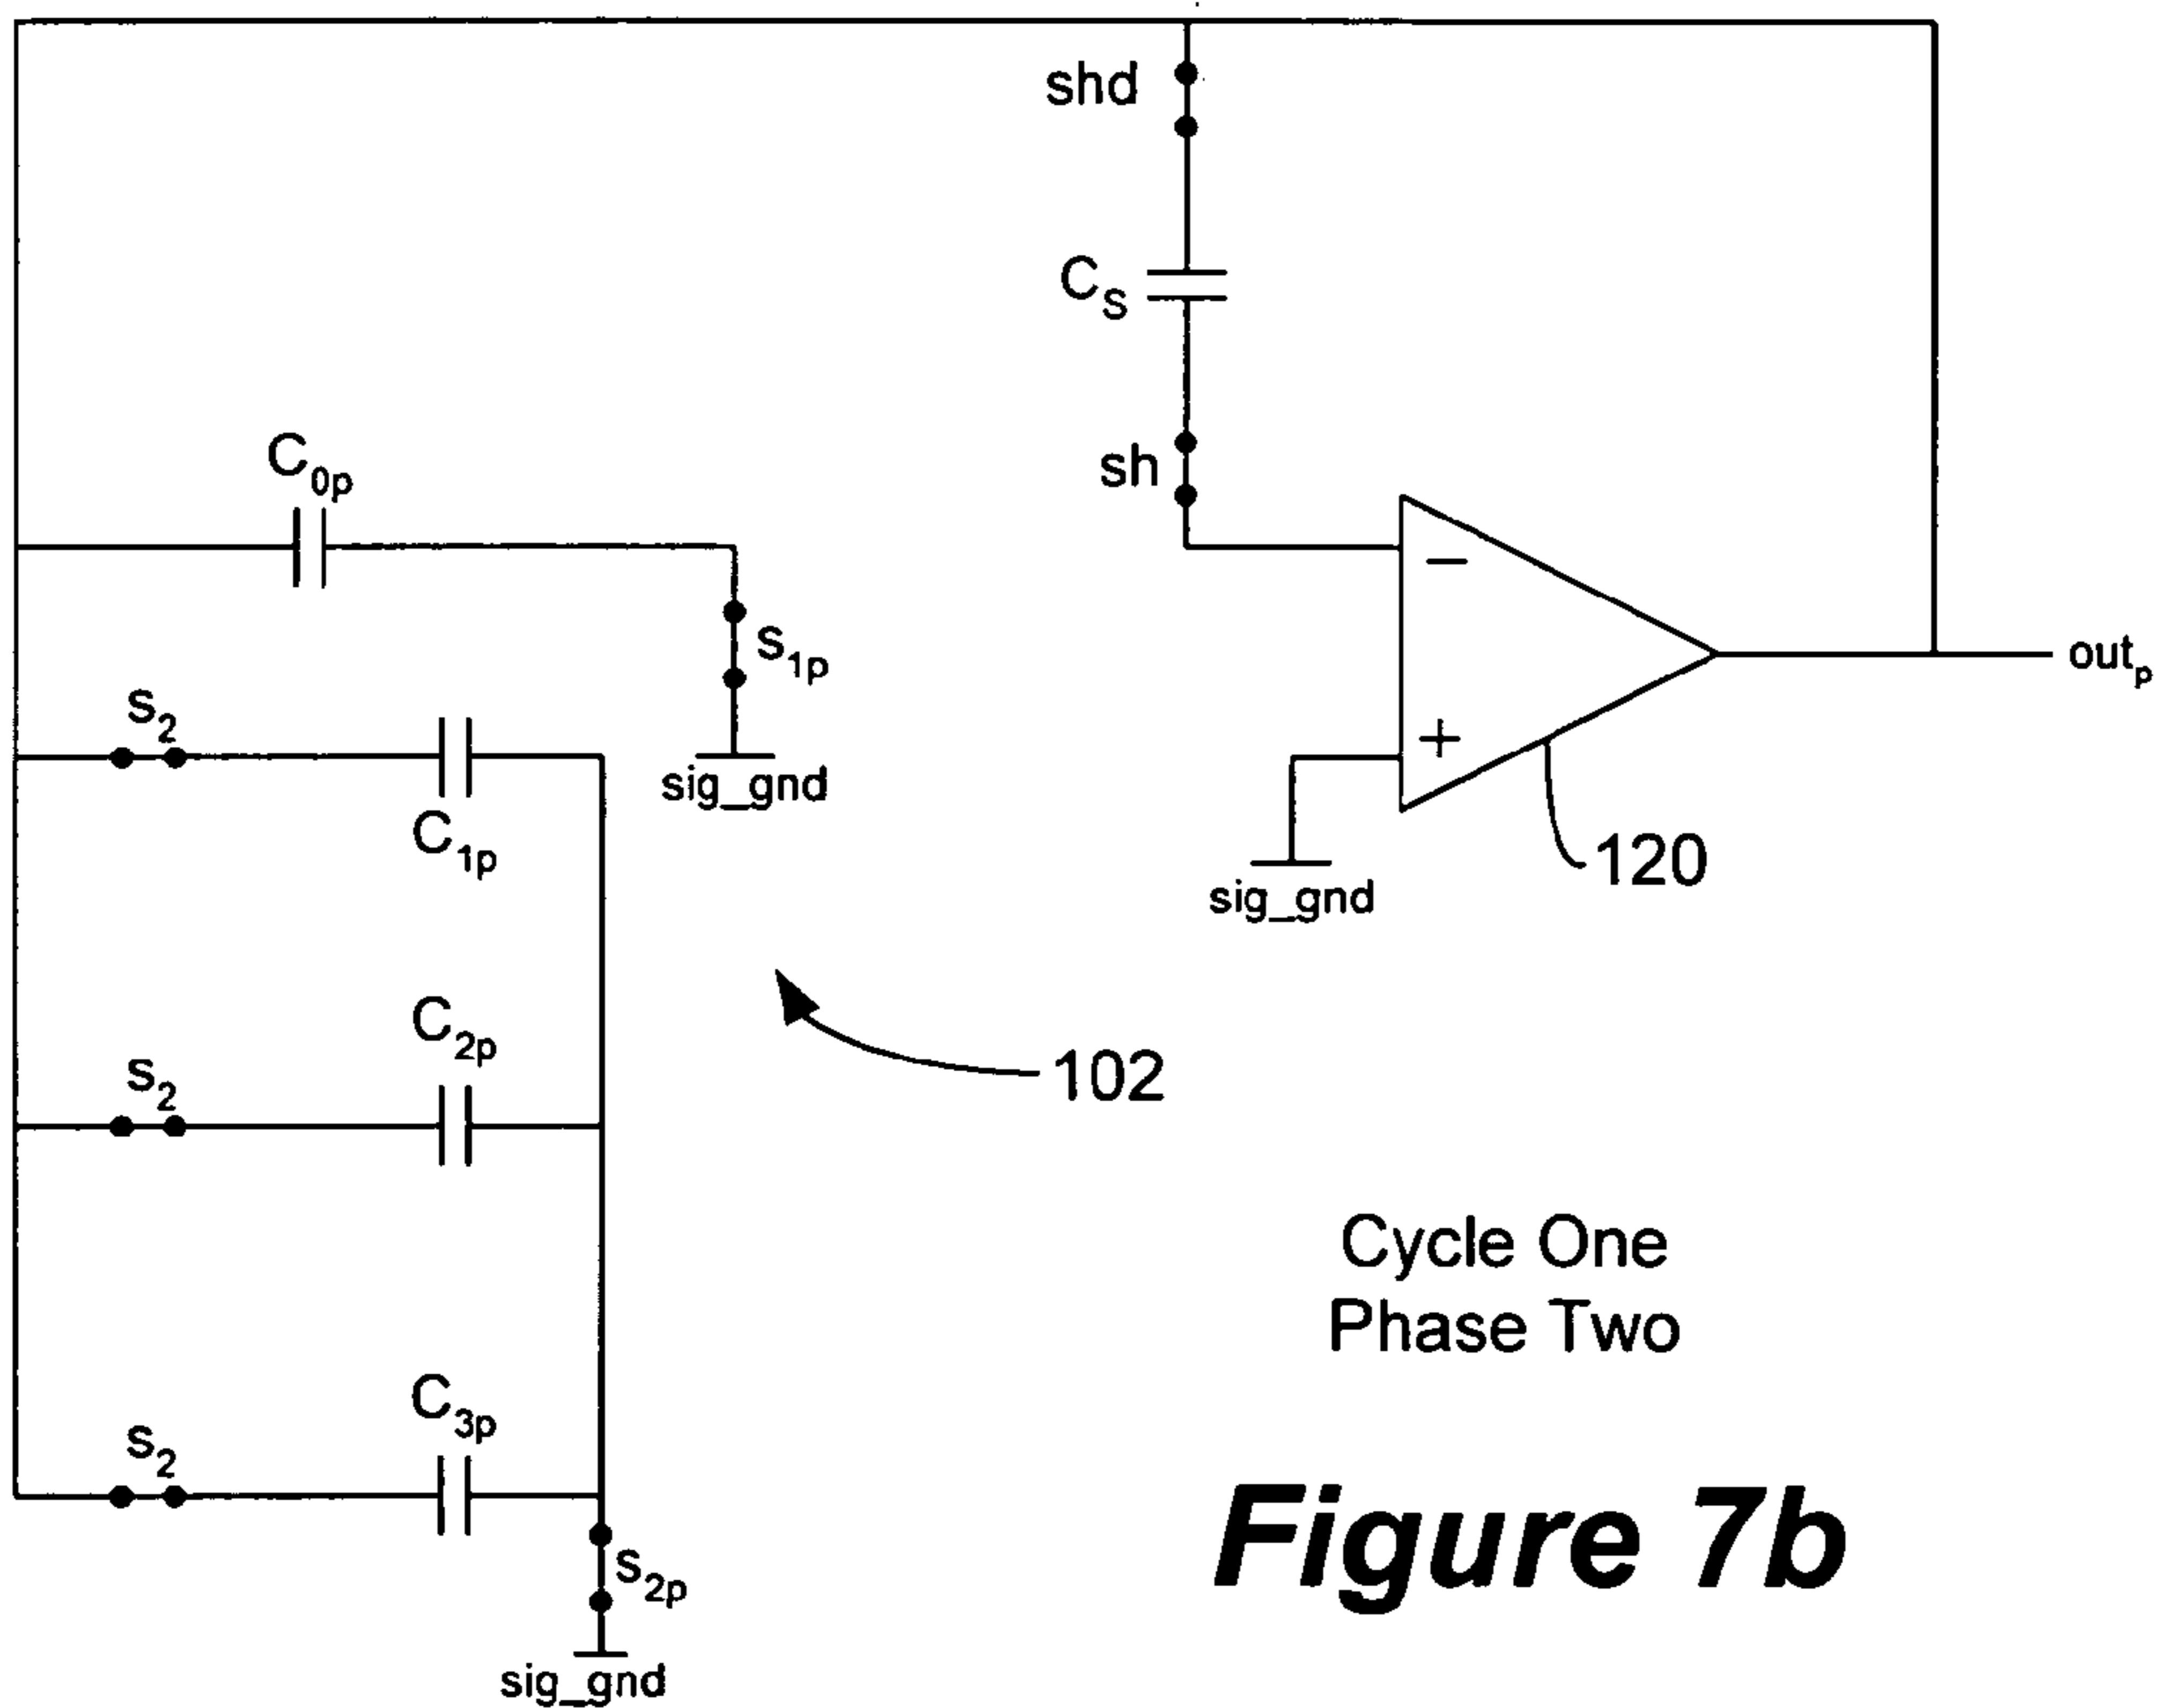 shd
C_S
sh
C_0p
−
s_1p
out_p
s_2
+
sig_gnd
C_1p
120
sig_gnd
C_2p
s_2
102
Cycle One
Phase Two
C_3p
s_2
Figure 7b
s_2p
sig_gnd